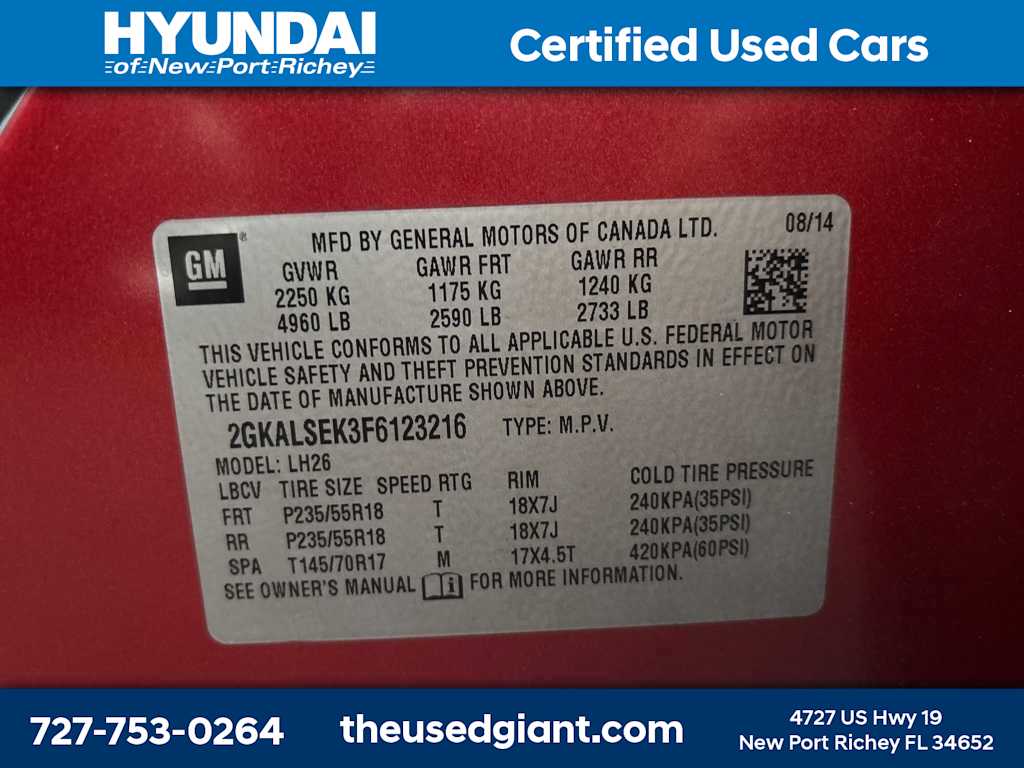 HYUNDAI
of New Port Richey
Certified Used Cars
GM
MFD BY GENERAL MOTORS OF CANADA LTD. 08/14
GVWR GAWR FRT GAWR RR
2250 KG 1175 KG 1240 KG
4960 LB 2590 LB 2733 LB
THIS VEHICLE CONFORMS TO ALL APPLICABLE U.S. FEDERAL MOTOR
VEHICLE SAFETY AND THEFT PREVENTION STANDARDS IN EFFECT ON
THE DATE OF MANUFACTURE SHOWN ABOVE.
2GKALSEK3F6123216 TYPE: M.P.V.
MODEL: LH26
LBCV TIRE SIZE SPEED RTG RIM COLD TIRE PRESSURE
FRT P235/55R18 T 18X7J 240KPA(35PSI)
RR P235/55R18 T 18X7J 240KPA(35PSI)
SPA T145/70R17 M 17X4.5T 420KPA(60PSI)
SEE OWNER'S MANUAL FOR MORE INFORMATION.
727-753-0264
theusedgiant.com
4727 US Hwy 19
New Port Richey FL 34652